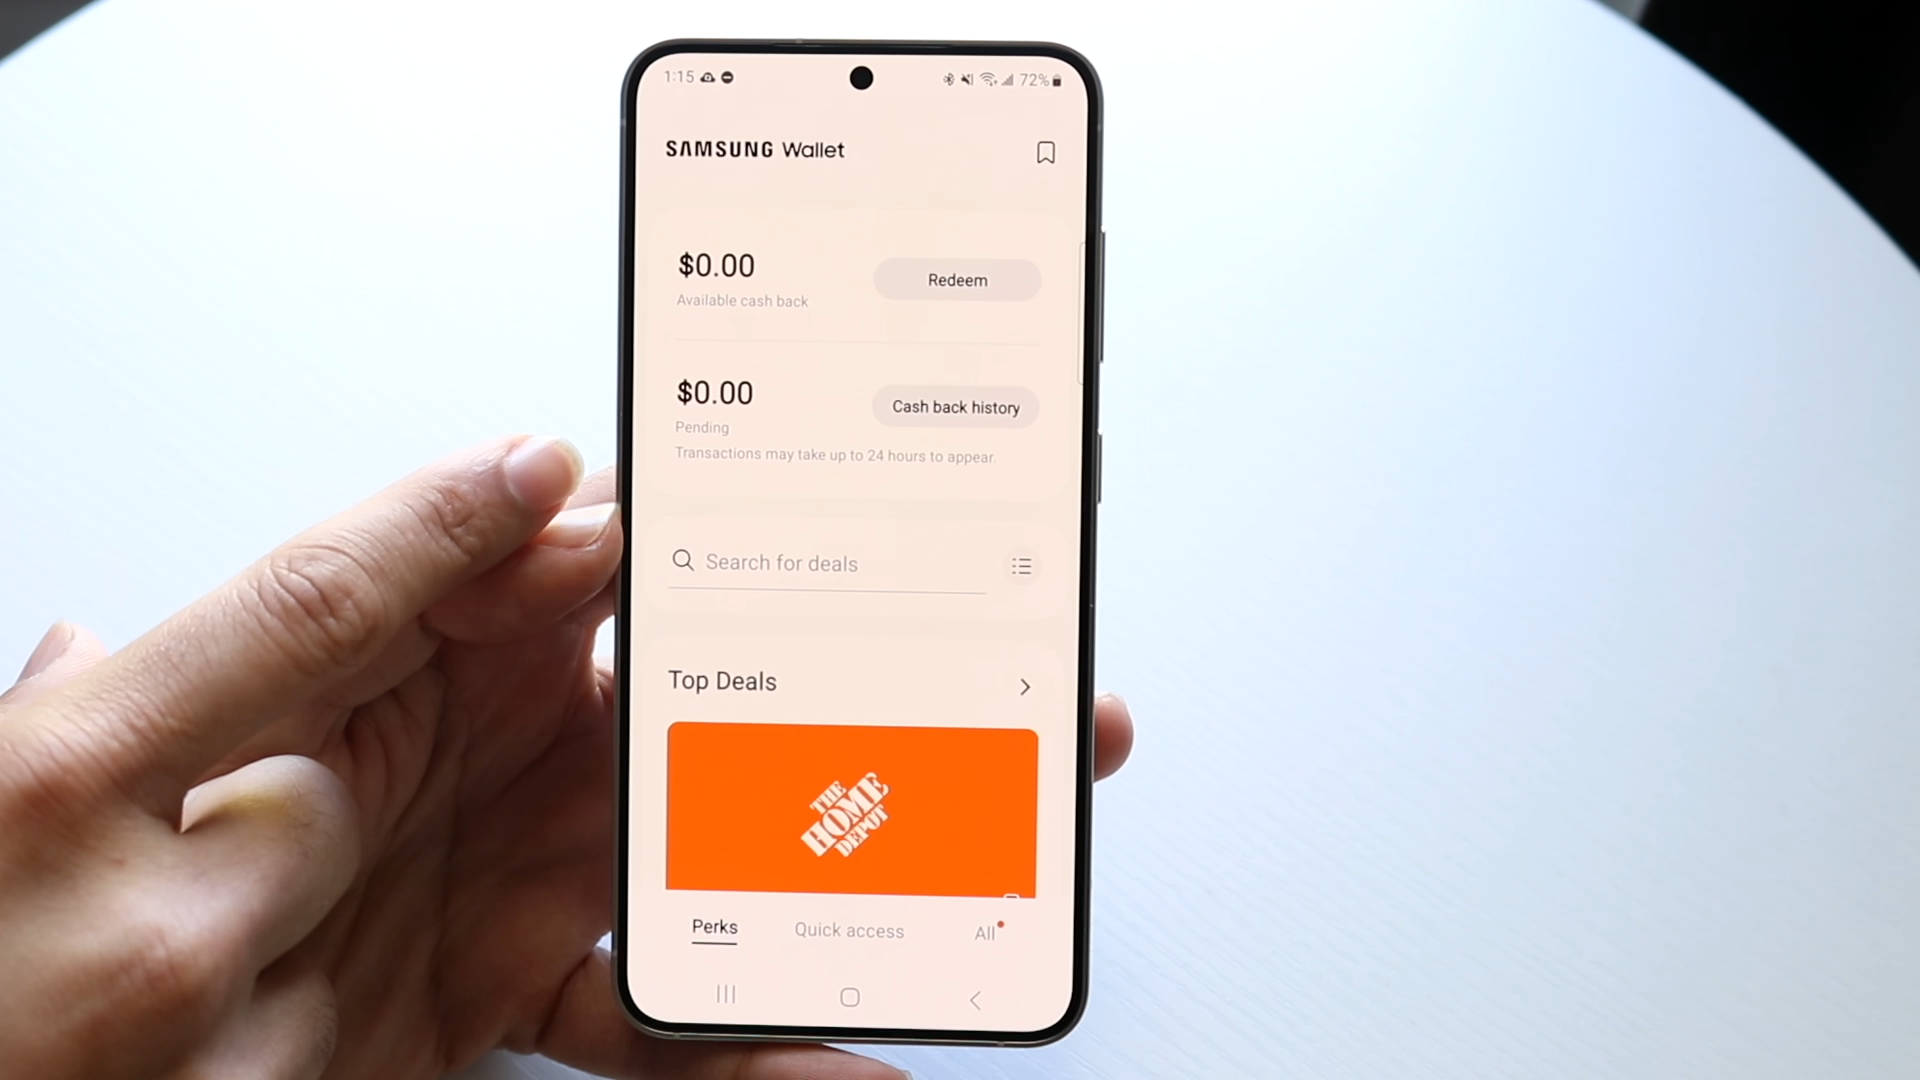 1:15
72%
SAMSUNG Wallet
$0.00
Redeem
Available cash back
$0.00
Cash back history
Pending
Transactions may take up to 24 hours to appear.
Search for deals
Top Deals
THE
HOME
DEPOT
Perks
Quick access
All